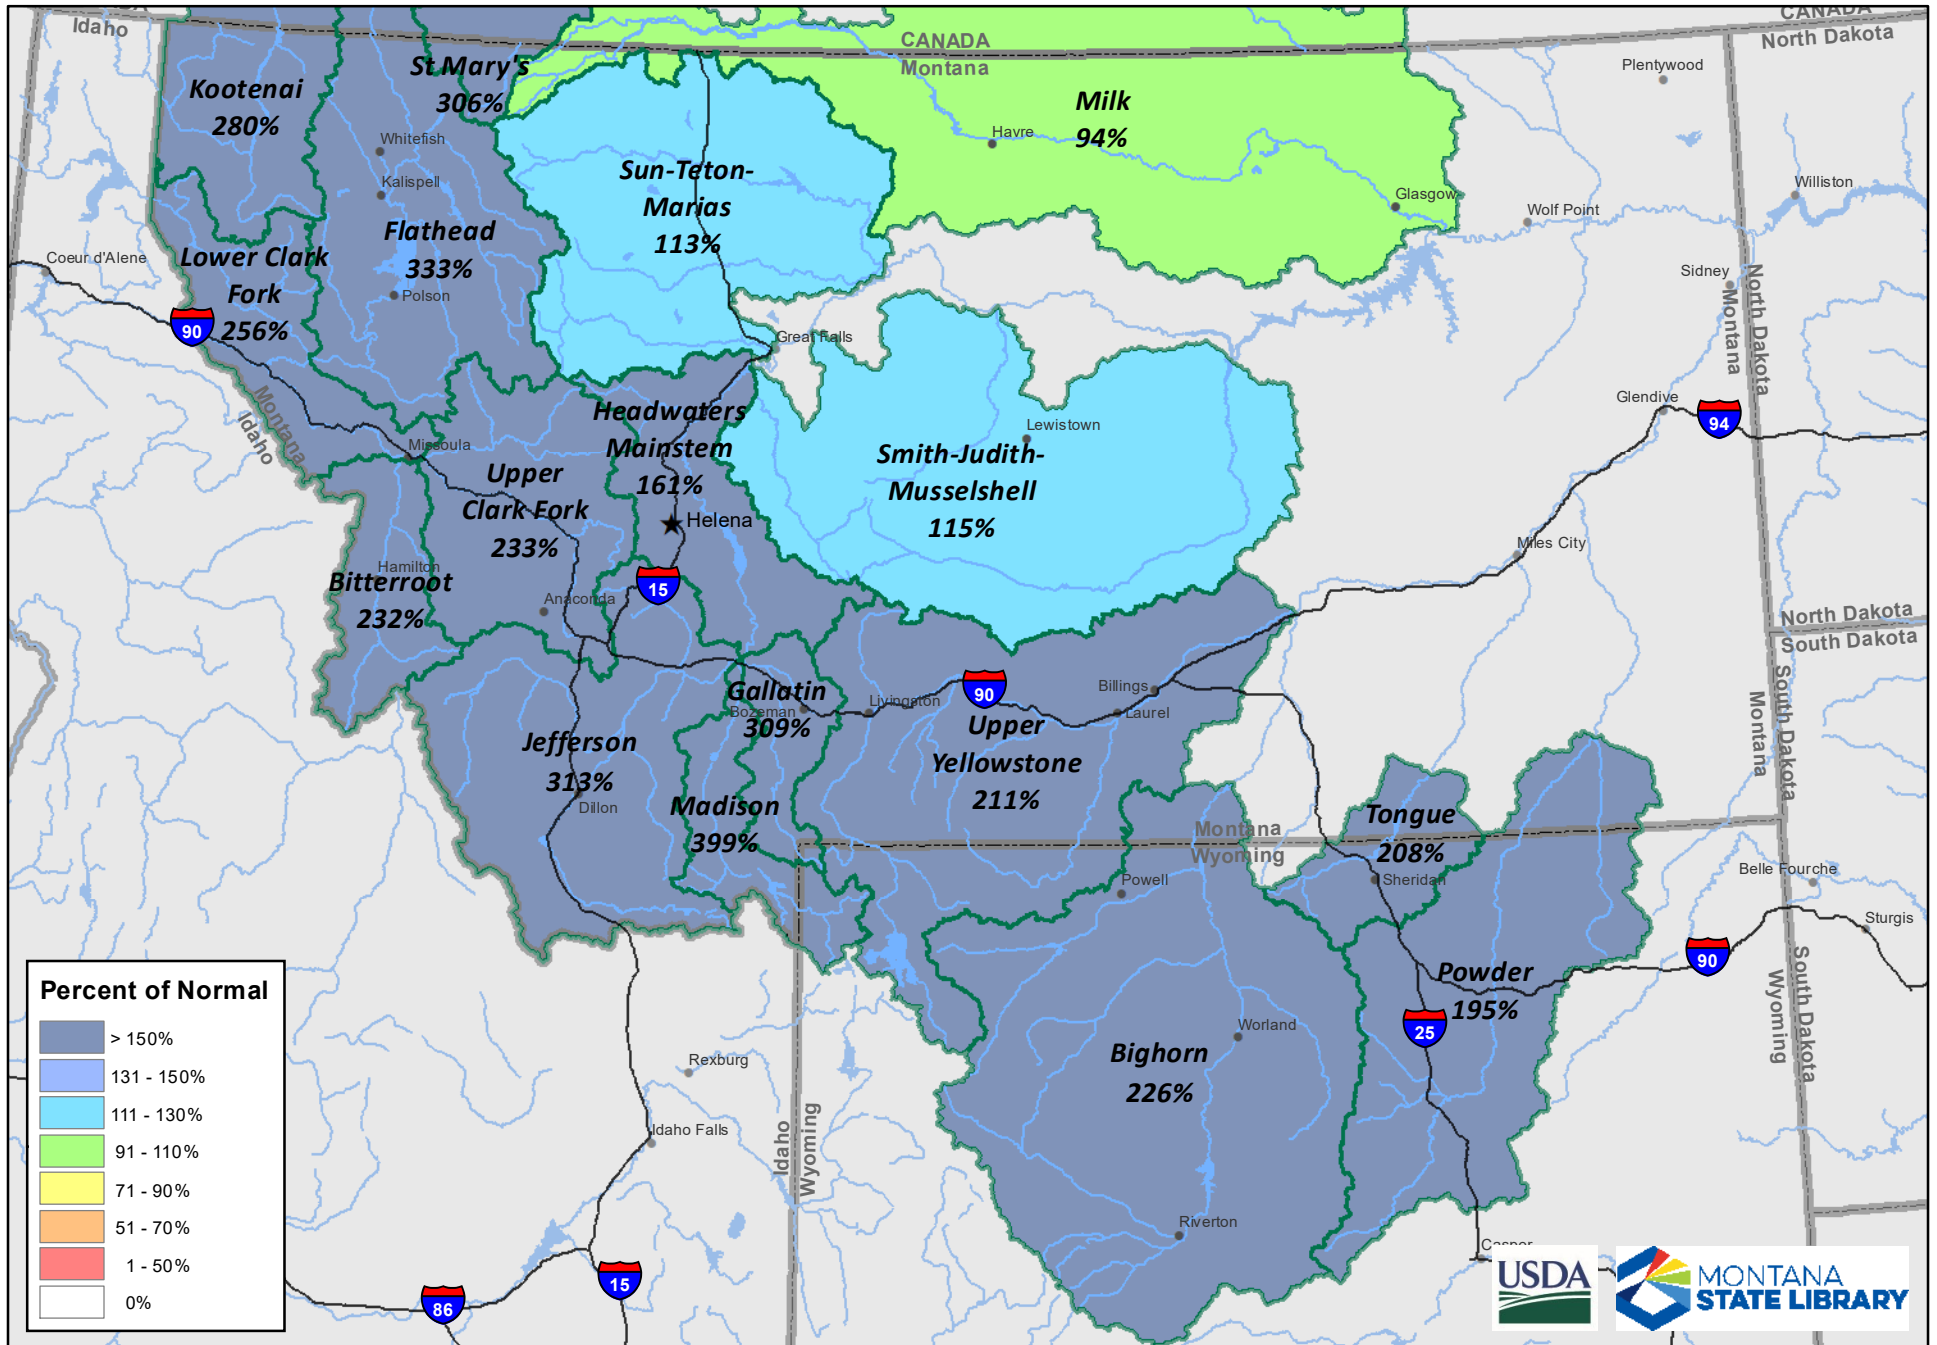 Idaho
CANADA
Montana
CANADA
North Dakota
St Mary's
306%
Kootenai
280%
Whitefish
Kalispell
Flathead
333%
Polson
Sun-Teton-
Marias
113%
Milk
94%
Havre
Glasgow
Plentywood
Wolf Point
Williston
Sidney
Montana
North Dakota
Coeur d'Alene
Lower Clark
Fork
256%
90
Great Falls
Montana
Idaho
Missoula
Headwaters
Mainstem
161%
Helena
Lewistown
Smith-Judith-
Musselshell
115%
Glendive
94
Miles City
Upper
Clark Fork
233%
Hamilton
Bitterroot
232%
Anaconda
15
North Dakota
South Dakota
Gallatin
Bozeman
309%
Livingston
90
Billings
Laurel
Upper
Yellowstone
211%
Montana
South Dakota
Jefferson
313%
Dillon
Madison
399%
Montana
Wyoming
Tongue
208%
Sheridan
Powell
Belle Fourche
Sturgis
90
Powder
195%
25
Wyoming
South Dakota
Worland
Bighorn
226%
Riverton
Casper
Rexburg
Idaho Falls
Idaho
Wyoming
86
15
Percent of Normal
> 150%
131 - 150%
111 - 130%
91 - 110%
71 - 90%
51 - 70%
1 - 50%
0%
USDA
MONTANA
STATE LIBRARY